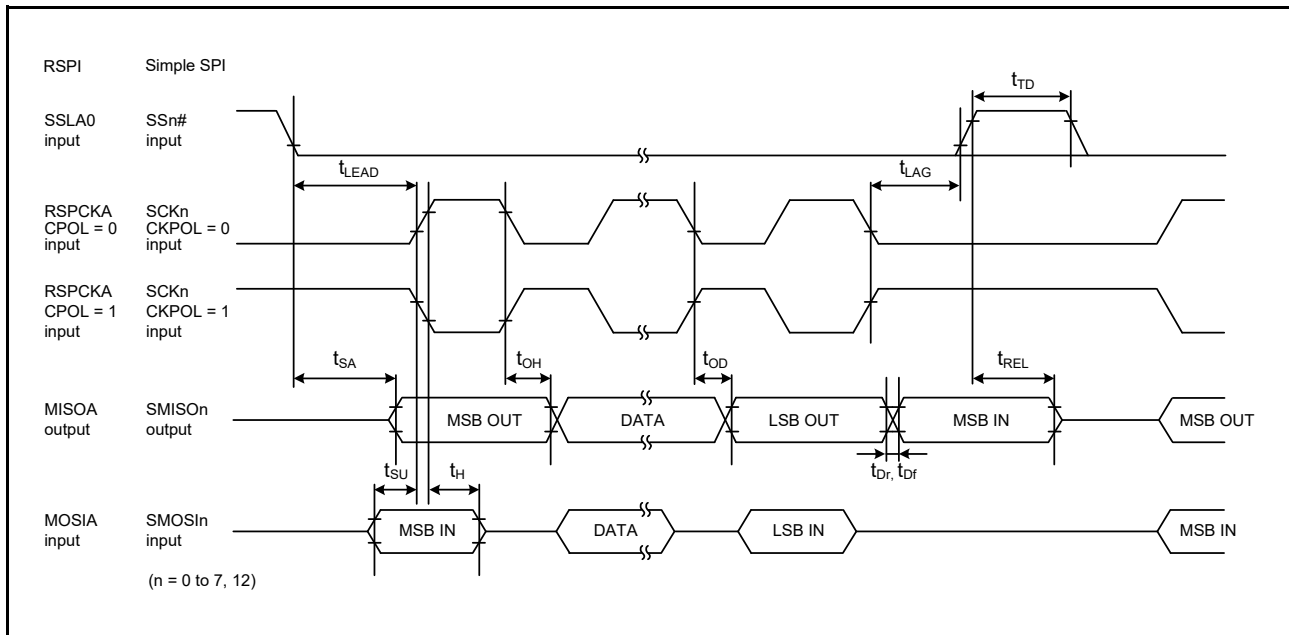 RSPI Simple SPI
tTD
SSLA0 SSn#
input input
tLEAD tLAG
RSPCKA SCKn
CPOL = 0 CKPOL = 0
input input
RSPCKA SCKn
CPOL = 1 CKPOL = 1
input input
tSA tOH tOD tREL
MISOA SMISOn
output output
MSB OUT DATA LSB OUT MSB IN MSB OUT
tSU tH tDr, tDf
MOSIA SMOSIn
input input
MSB IN DATA LSB IN MSB IN
(n = 0 to 7, 12)